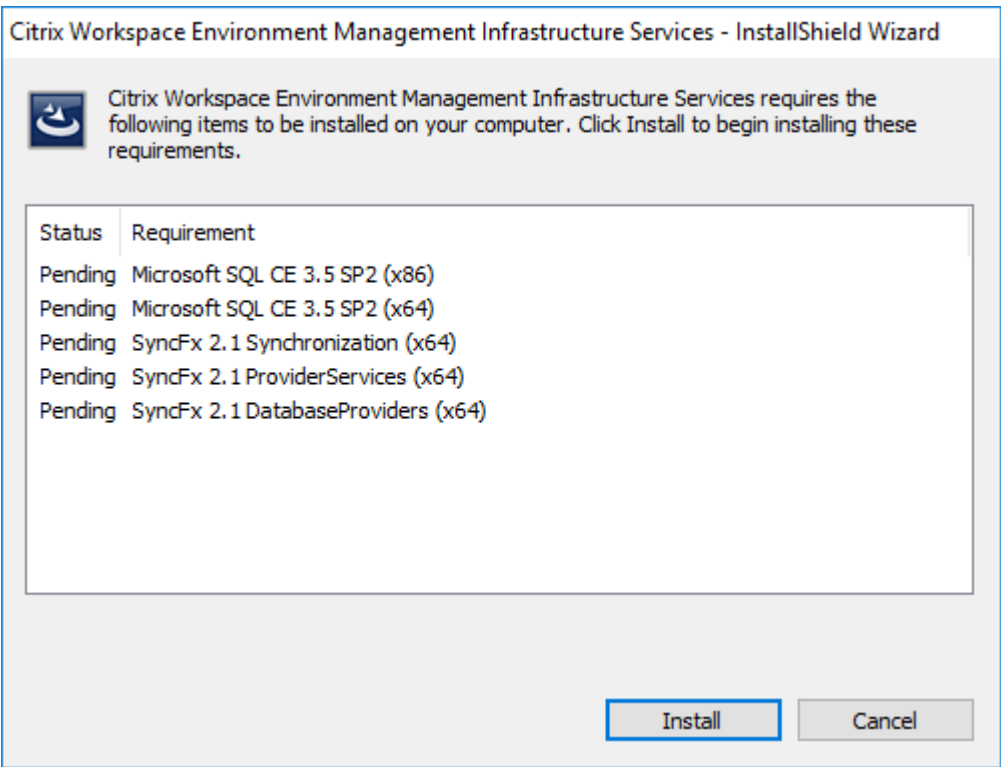 Citrix Workspace Environment Management Infrastructure Services - InstallShield Wizard
Citrix Workspace Environment Management Infrastructure Services requires the
following items to be installed on your computer. Click Install to begin installing these
requirements.
Status Requirement
Pending Microsoft SQL CE 3.5 SP2 (x86)
Pending Microsoft SQL CE 3.5 SP2 (x64)
Pending SyncFx 2.1 Synchronization (x64)
Pending SyncFx 2.1 ProviderServices (x64)
Pending SyncFx 2.1 DatabaseProviders (x64)
Install Cancel